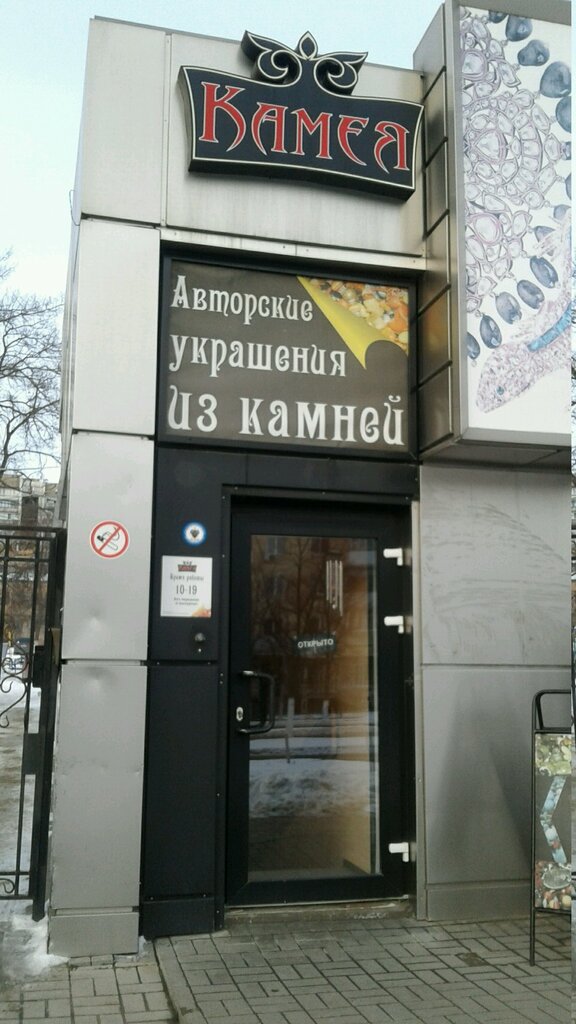 Камея
Авторские
украшения
из камней
Время работы
10-19
открыто